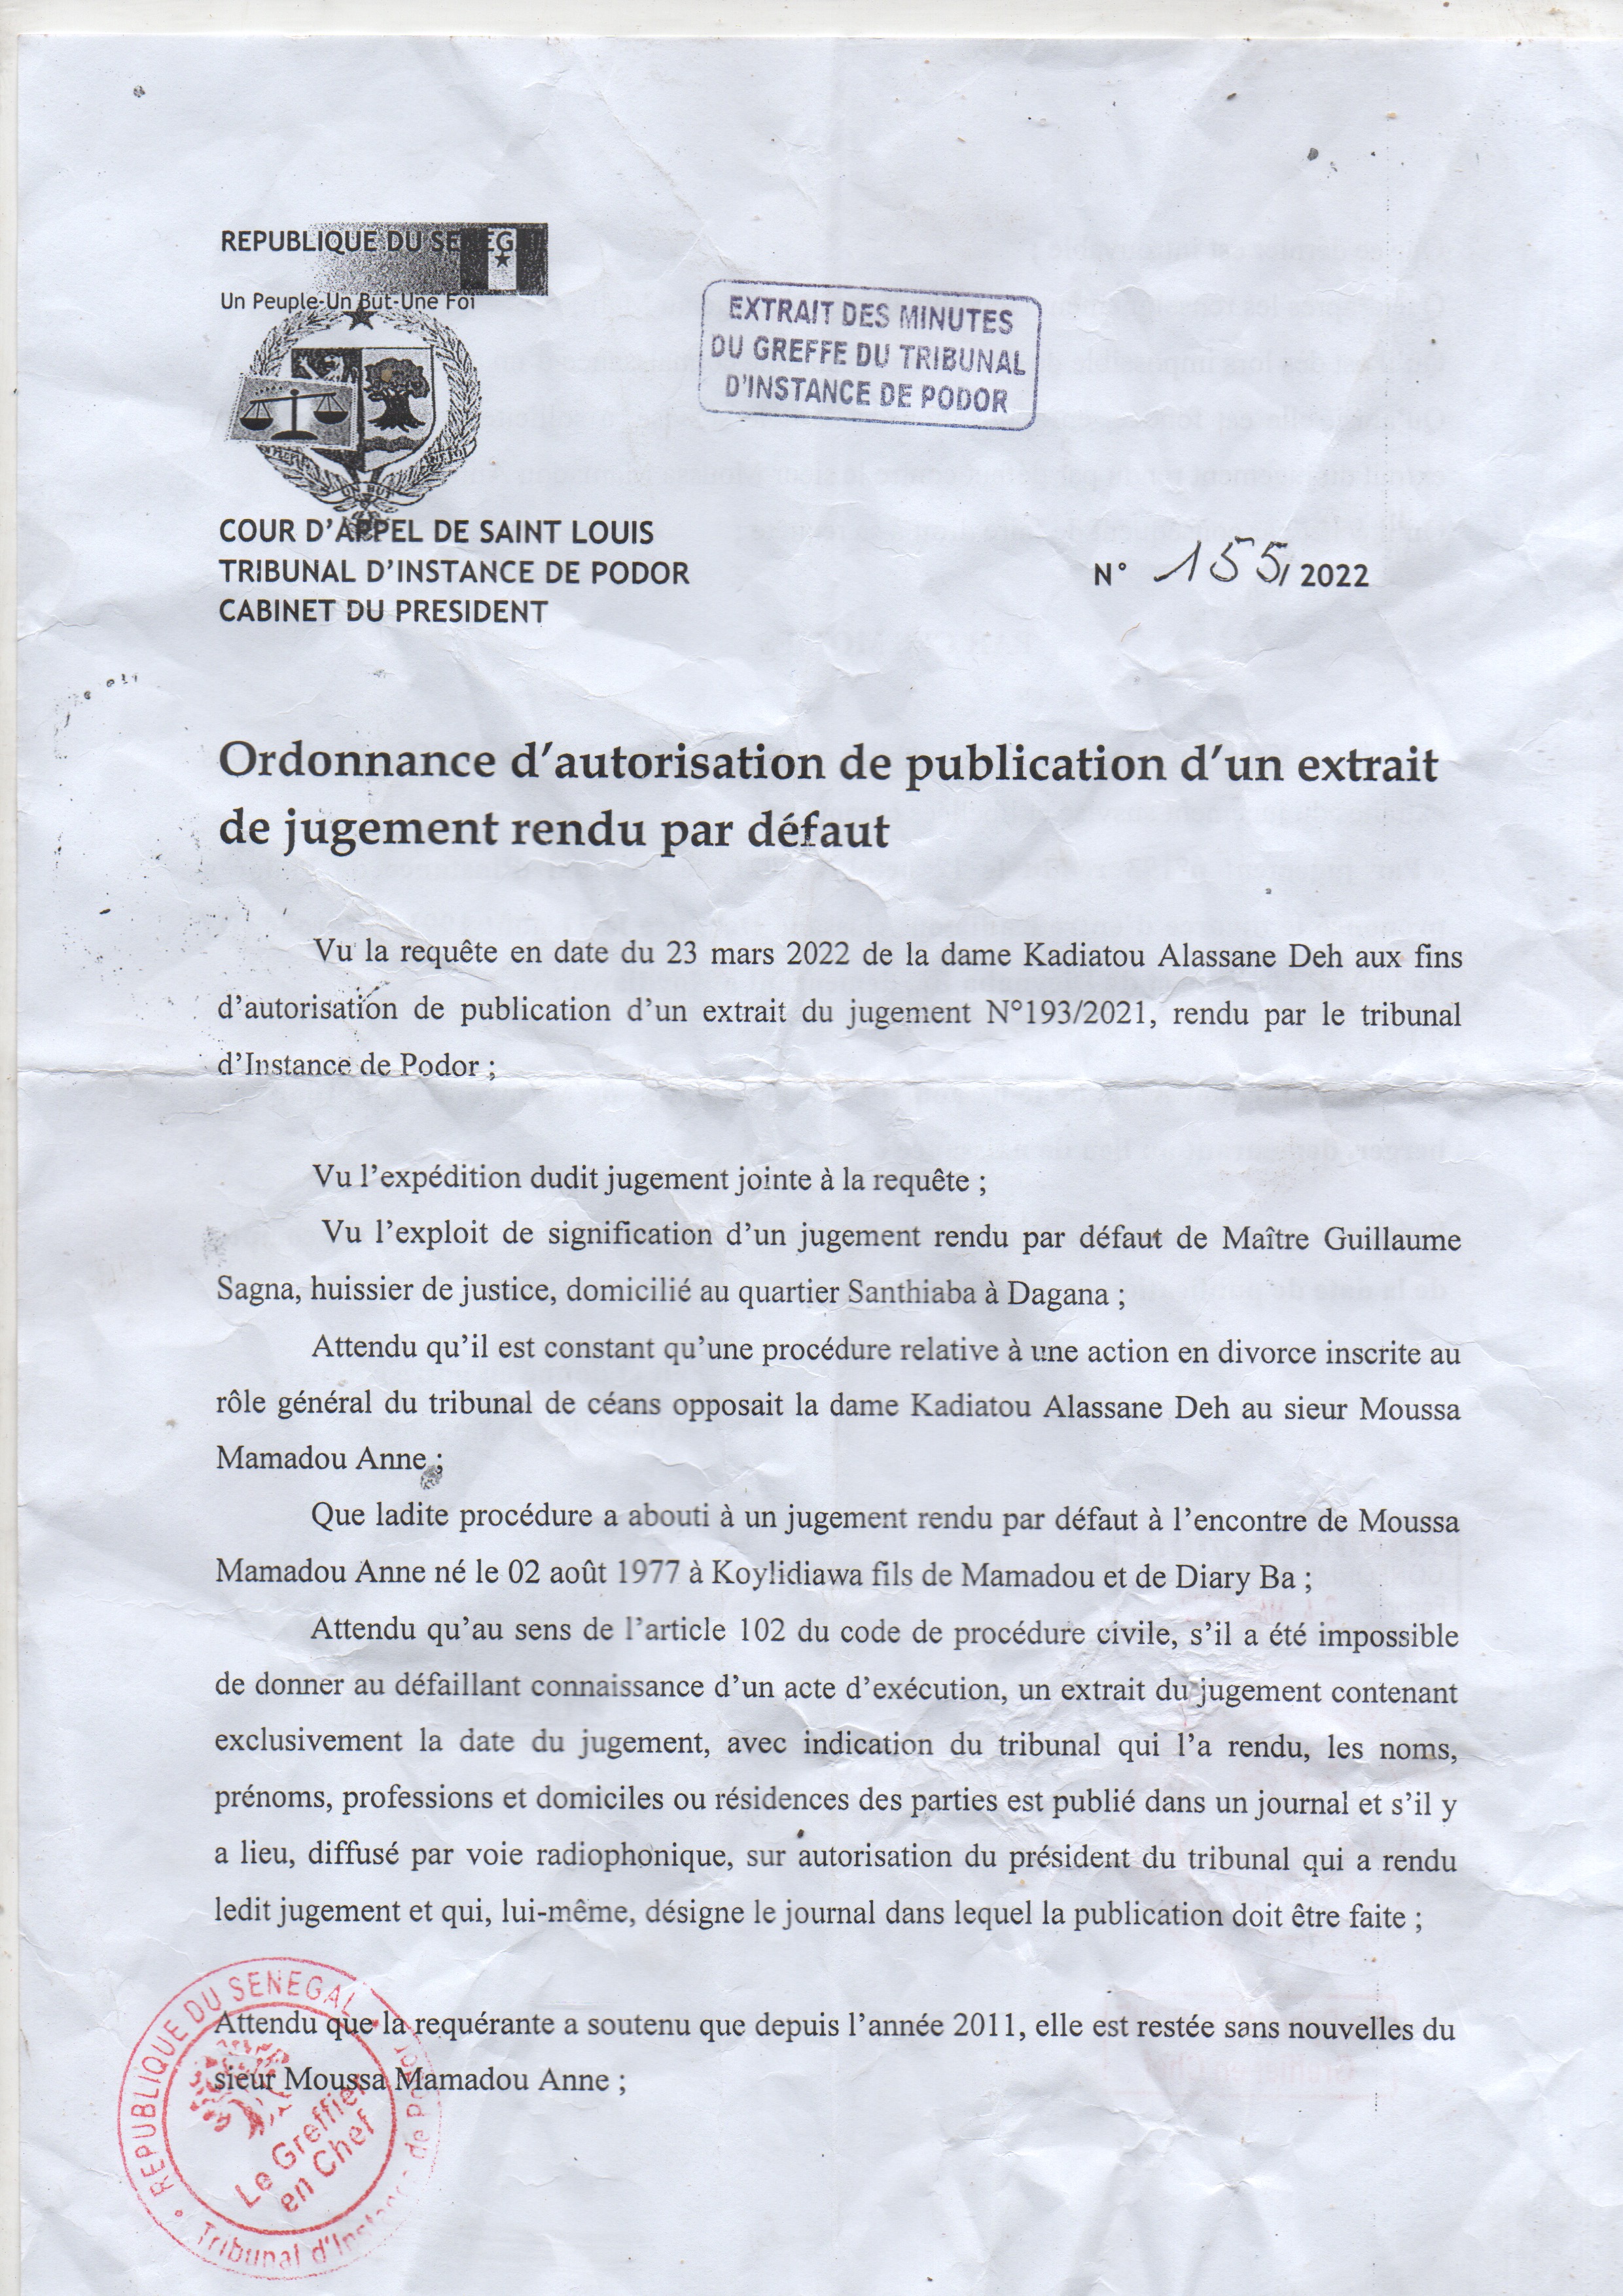 REPUBLIQUE DU SENEGAL
Un Peuple-Un But-Une Foi
EXTRAIT DES MINUTES
DU GREFFE DU TRIBUNAL
D'INSTANCE DE PODOR
COUR D'APPEL DE SAINT LOUIS
TRIBUNAL D'INSTANCE DE PODOR
CABINET DU PRESIDENT
N° 155/2022
Ordonnance d'autorisation de publication d'un extrait
de jugement rendu par défaut
Vu la requête en date du 23 mars 2022 de la dame Kadiatou Alassane Deh aux fins
d'autorisation de publication d'un extrait du jugement N°193/2021, rendu par le tribunal
d'Instance de Podor ;
Vu l'expédition dudit jugement jointe à la requête ;
Vu l'exploit de signification d'un jugement rendu par défaut de Maître Guillaume
Sagna, huissier de justice, domicilié au quartier Santhiaba à Dagana ;
Attendu qu'il est constant qu'une procédure relative à une action en divorce inscrite au
rôle général du tribunal de céans opposait la dame Kadiatou Alassane Deh au sieur Moussa
Mamadou Anne ;
Que ladite procédure a abouti à un jugement rendu par défaut à l'encontre de Moussa
Mamadou Anne né le 02 août 1977 à Koylidiawa fils de Mamadou et de Diary Ba ;
Attendu qu'au sens de l'article 102 du code de procédure civile, s'il a été impossible
de donner au défaillant connaissance d'un acte d'exécution, un extrait du jugement contenant
exclusivement la date du jugement, avec indication du tribunal qui l'a rendu, les noms,
prénoms, professions et domiciles ou résidences des parties est publié dans un journal et s'il y
a lieu, diffusé par voie radiophonique, sur autorisation du président du tribunal qui a rendu
ledit jugement et qui, lui-même, désigne le journal dans lequel la publication doit être faite ;
Attendu que la requérante a soutenu que depuis l'année 2011, elle est restée sans nouvelles du
sieur Moussa Mamadou Anne ;
REPUBLIQUE DU SENEGAL
Le Greffier
en Chef
Tribunal d'Instance de Podor